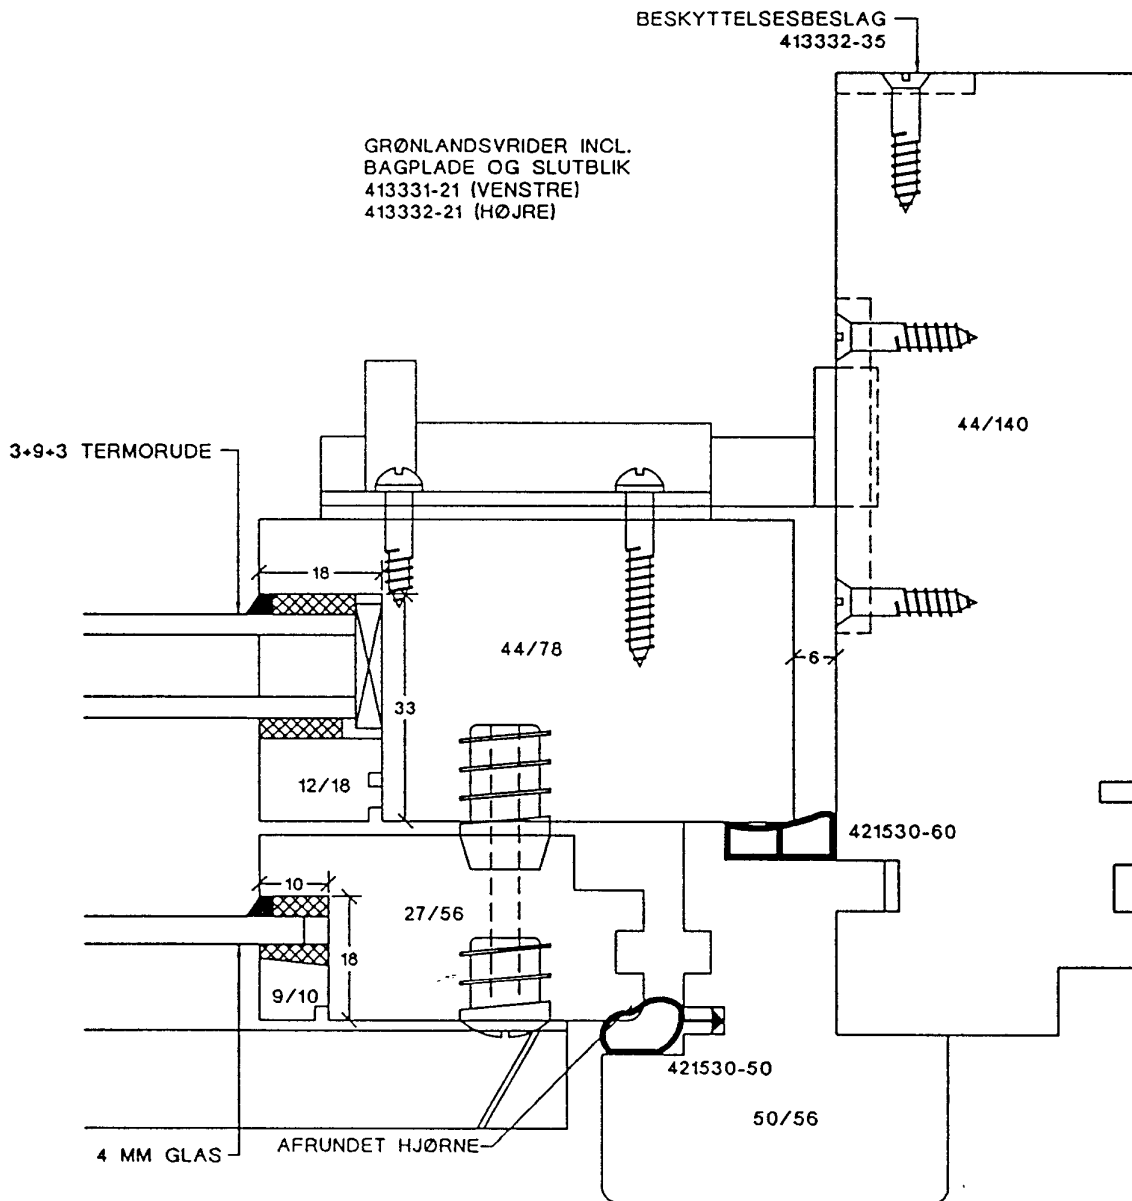 BESKYTTELSESBESLAG
413332-35
GRØNLANDSVRIDER INCL.
BAGPLADE OG SLUTBLIK
413331-21 (VENSTRE)
413332-21 (HØJRE)
44/140
3+9+3 TERMORUDE
18
44/78
6
33
12/18
421530-60
10
27/56
18
9/10
421530-50
50/56
AFRUNDET HJØRNE
4 MM GLAS